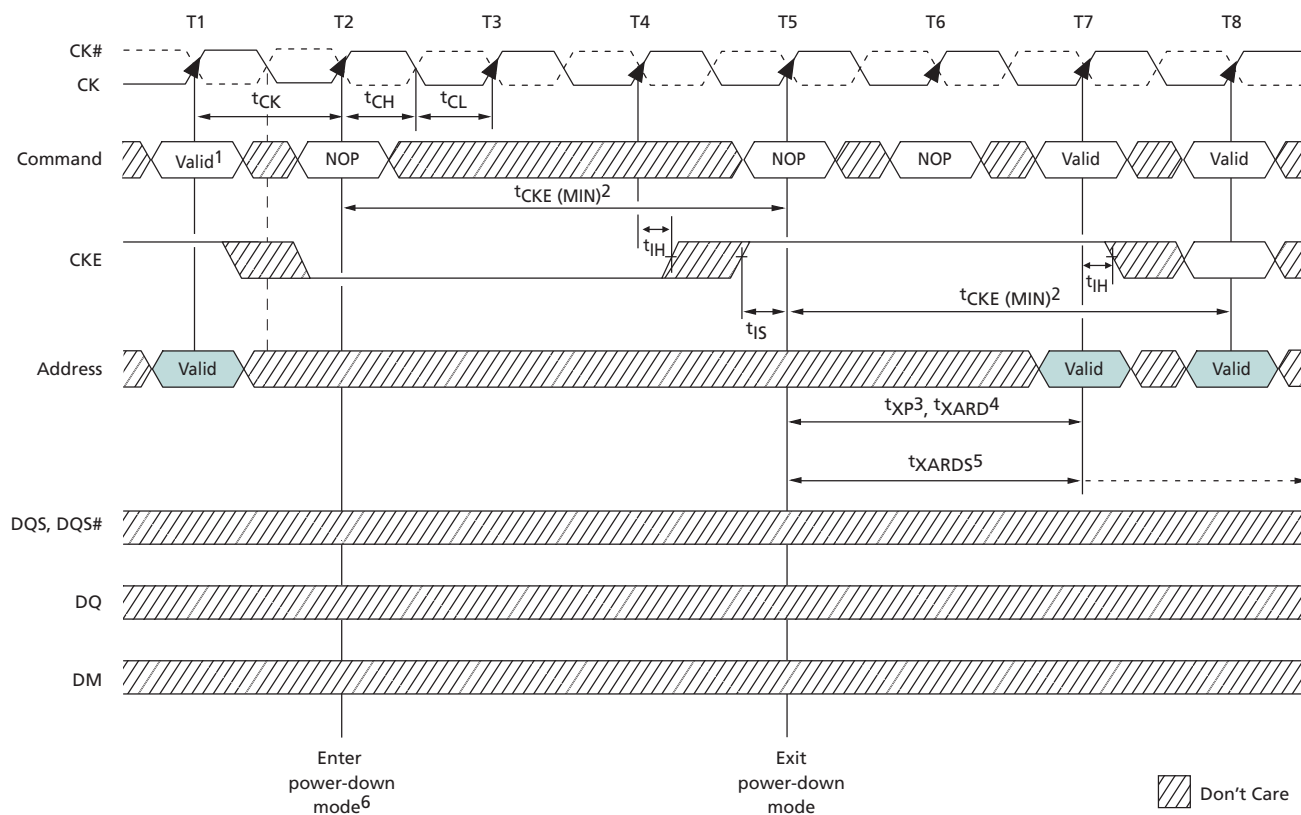 T1 T2 T3 T4 T5 T6 T7 T8
CK#
CK
tCK tCH tCL
Command Valid1 NOP NOP NOP Valid Valid
tCKE (MIN)2
tIH
CKE
tIH
tCKE (MIN)2
tIS
Address Valid Valid Valid
tXP3, tXARD4
tXARDS5
DQS, DQS#
DQ
DM
Enter
power-down
mode6
Exit
power-down
mode
Don't Care